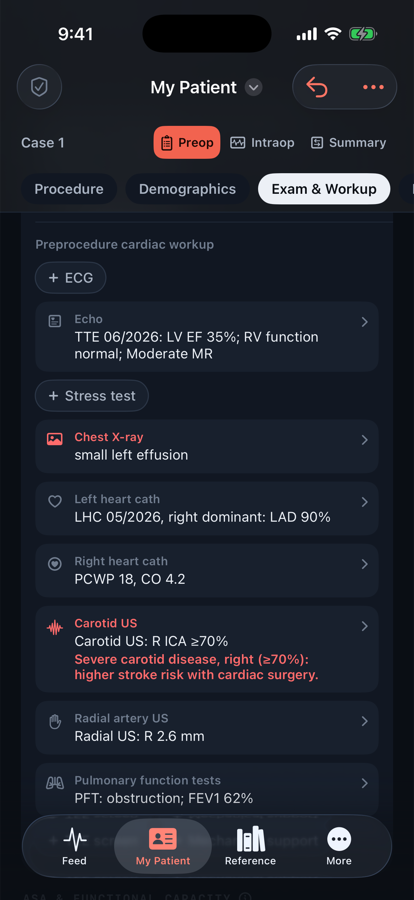 9:41
My Patient
Case 1
Preop
Intraop
Summary
Procedure
Demographics
Exam & Workup
Preprocedure cardiac workup
+ ECG
Echo
TTE 06/2026: LV EF 35%; RV function
normal; Moderate MR
+ Stress test
Chest X-ray
small left effusion
Left heart cath
LHC 05/2026, right dominant: LAD 90%
Right heart cath
PCWP 18, CO 4.2
Carotid US
Carotid US: R ICA ≥70%
Severe carotid disease, right (≥70%):
higher stroke risk with cardiac surgery.
Radial artery US
Radial US: R 2.6 mm
Pulmonary function tests
PFT: obstruction; FEV1 62%
support
Feed
My Patient
Reference
More
ASA & FUNCTIONAL CAPACITY